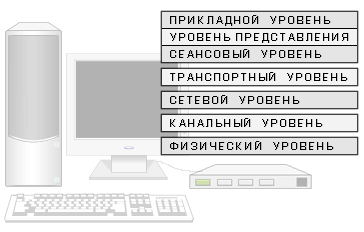 ПРИКЛАДНОЙ УРОВЕНЬ
УРОВЕНЬ ПРЕДСТАВЛЕНИЯ
СЕАНСОВЫЙ УРОВЕНЬ
ТРАНСПОРТНЫЙ УРОВЕНЬ
СЕТЕВОЙ УРОВЕНЬ
КАНАЛЬНЫЙ УРОВЕНЬ
ФИЗИЧЕСКИЙ УРОВЕНЬ